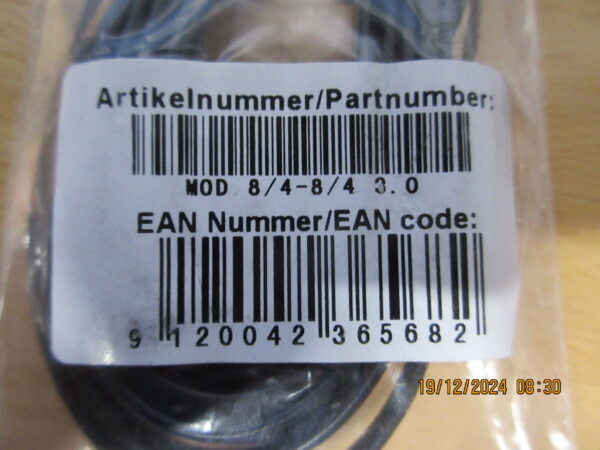 Artikelnummer/Partnumber:
MOD 8/4-8/4 3.0
EAN Nummer/EAN code:
9 120042 365682
19/12/2024 08:30